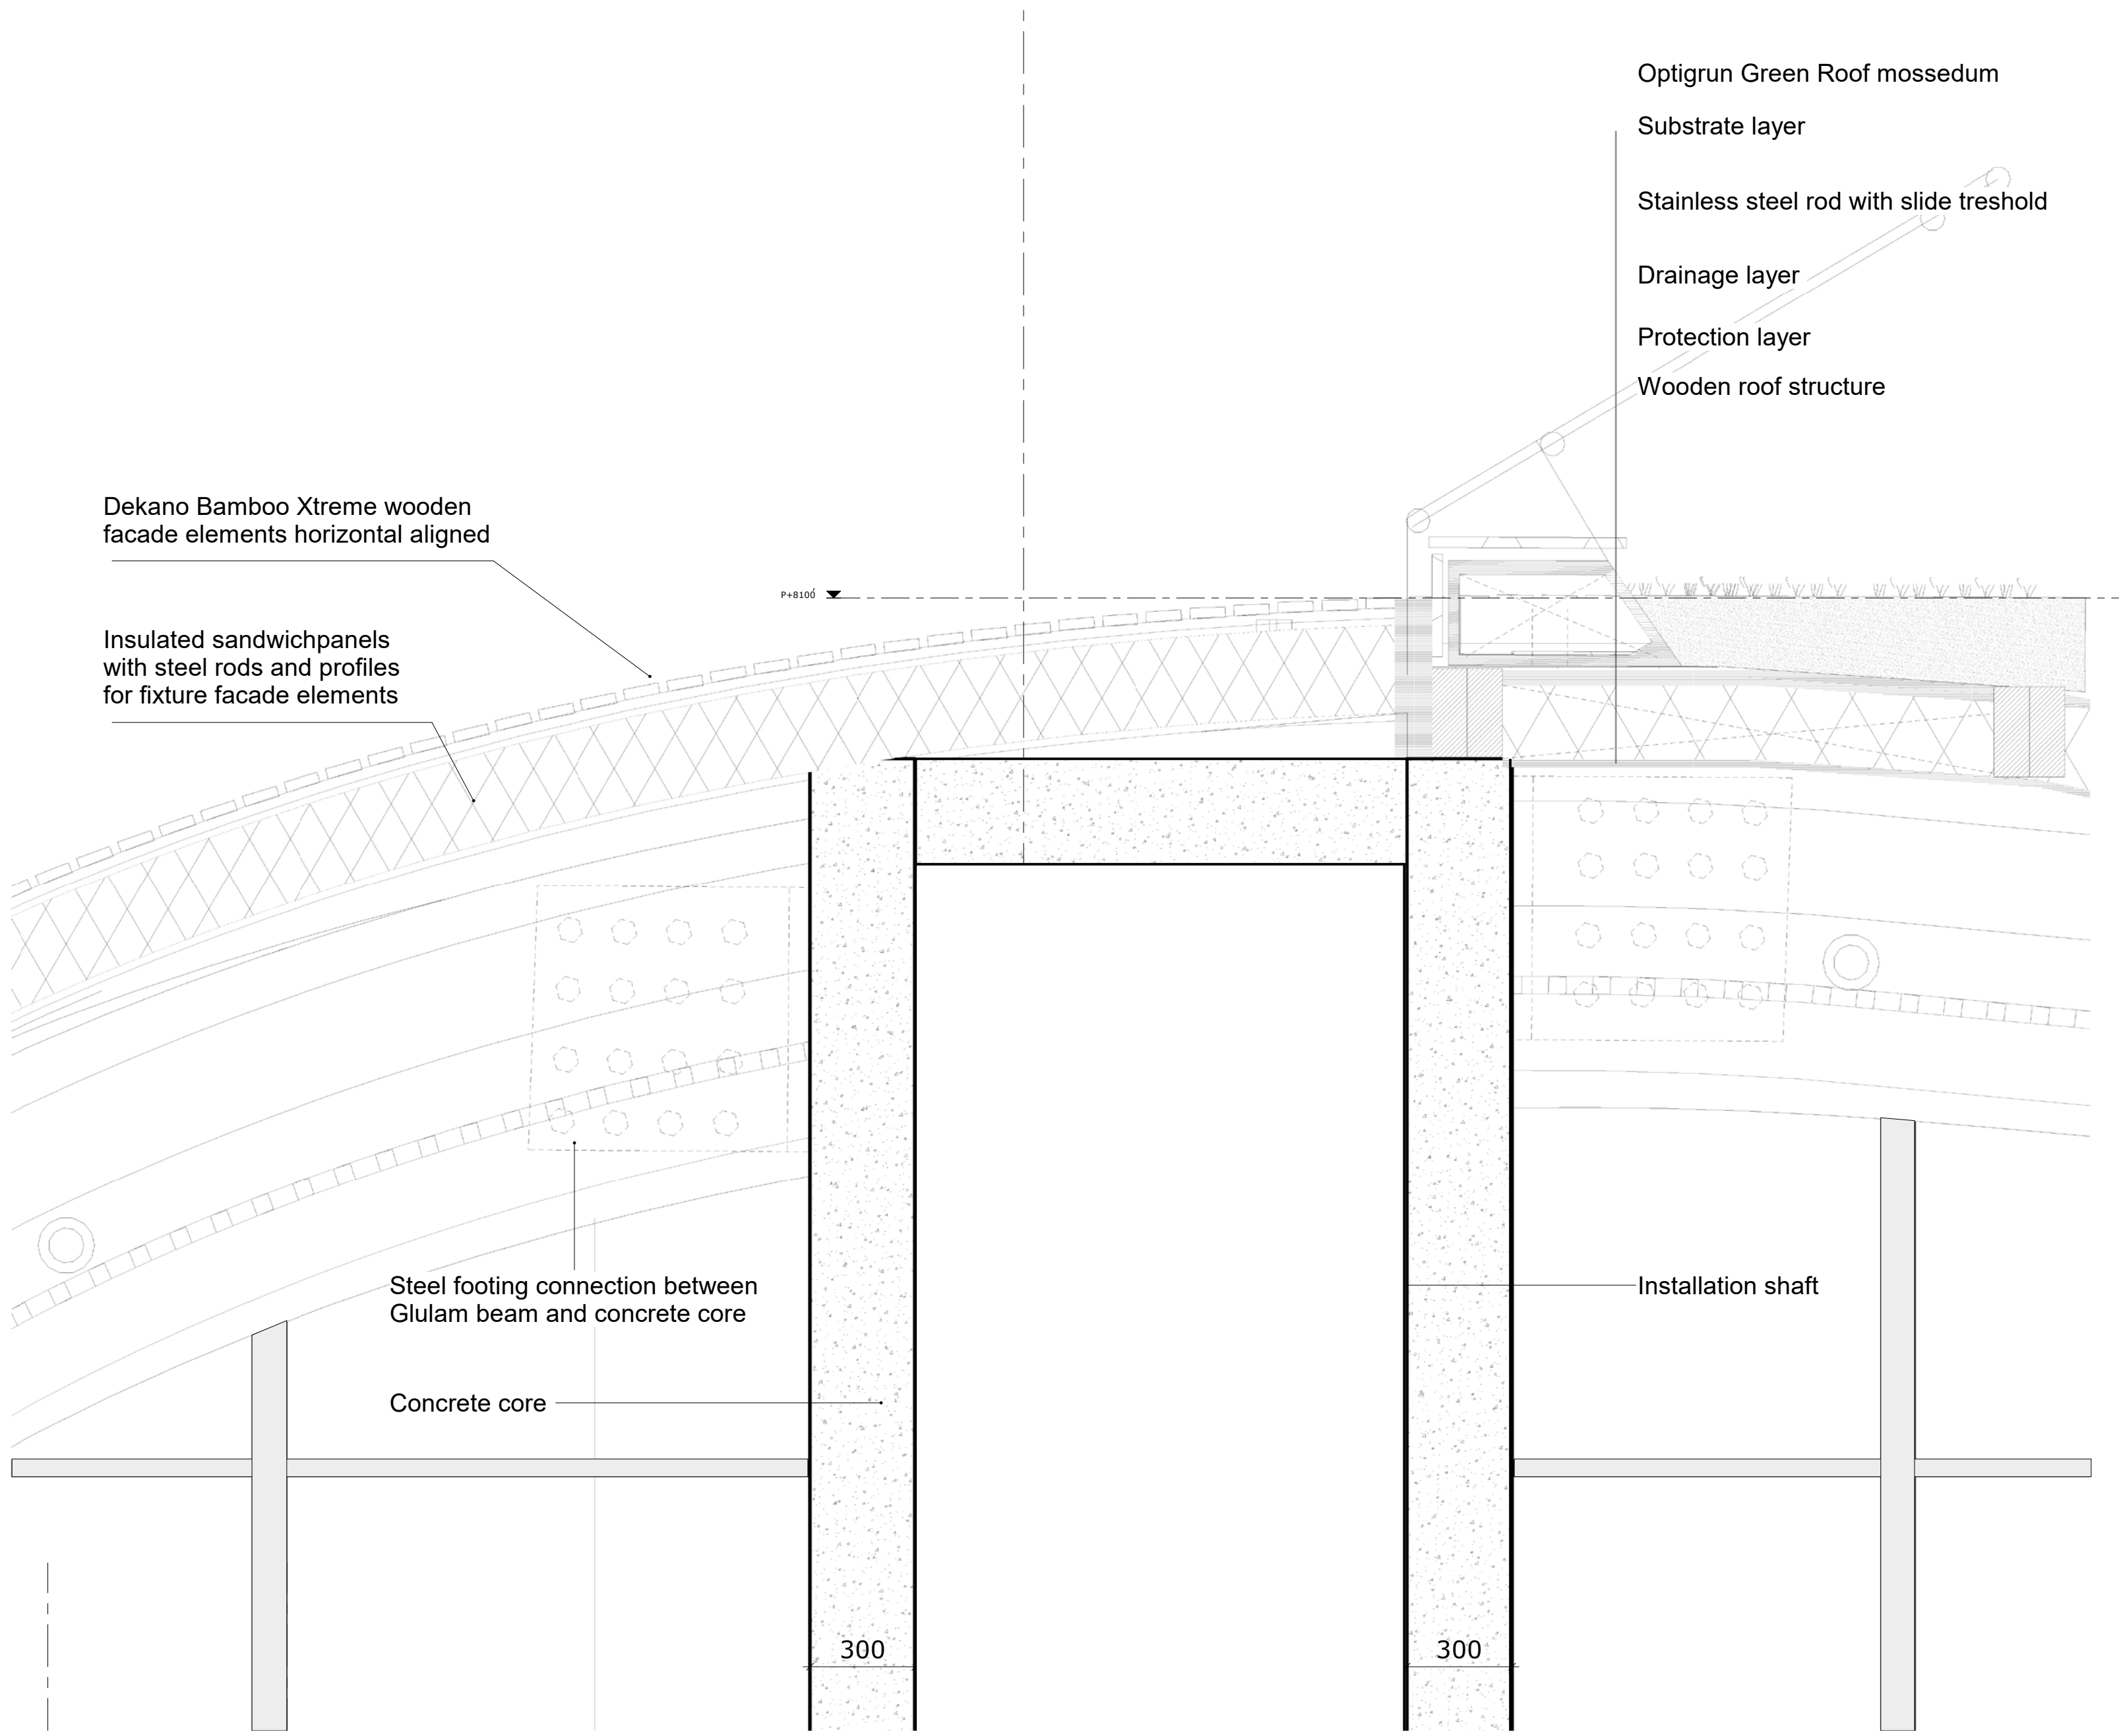 Optigrun Green Roof mossedum
Substrate layer
Stainless steel rod with slide treshold
Drainage layer
Protection layer
Wooden roof structure
Dekano Bamboo Xtreme wooden
facade elements horizontal aligned
P+8100
Insulated sandwichpanels
with steel rods and profiles
for fixture facade elements
Steel footing connection between
Glulam beam and concrete core
Installation shaft
Concrete core
300
300